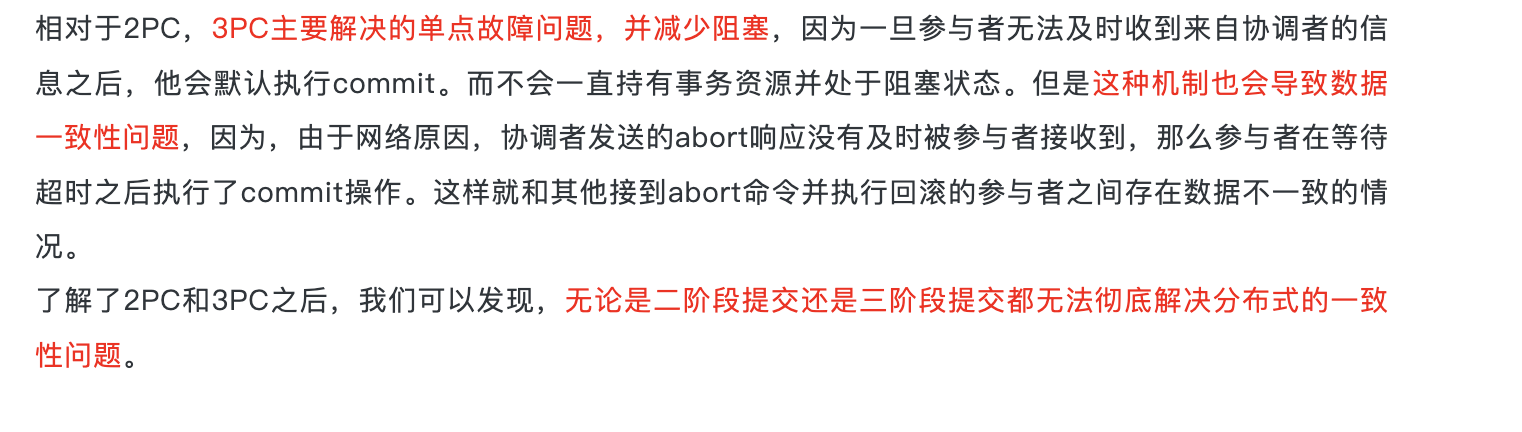 相对于2PC，3PC主要解决的单点故障问题，并减少阻塞，因为一旦参与者无法及时收到来自协调者的信
息之后，他会默认执行commit。而不会一直持有事务资源并处于阻塞状态。但是这种机制也会导致数据
一致性问题，因为，由于网络原因，协调者发送的abort响应没有及时被参与者接收到，那么参与者在等待
超时之后执行了commit操作。这样就和其他接到abort命令并执行回滚的参与者之间存在数据不一致的情
况。
了解了2PC和3PC之后，我们可以发现，无论是二阶段提交还是三阶段提交都无法彻底解决分布式的一致
性问题。